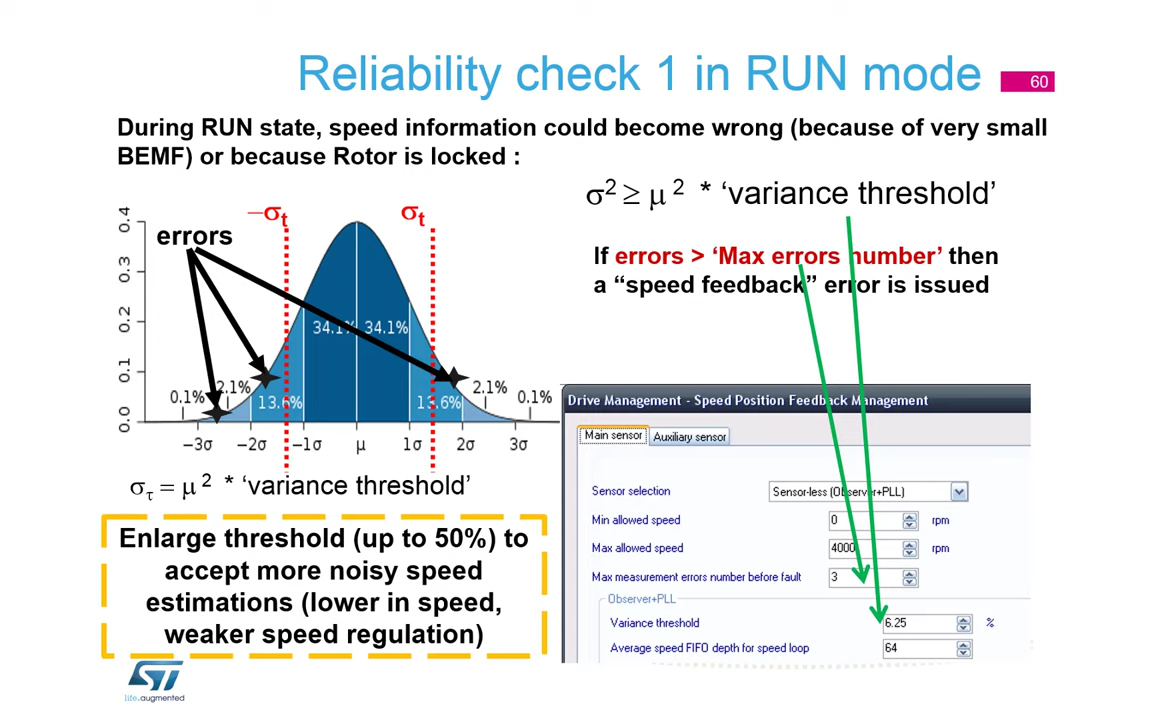 Reliability check 1 in RUN mode
60
During RUN state, speed information could become wrong (because of very small
BEMF) or because Rotor is locked :
σ² ≥ μ² * ‘variance threshold’
If errors > ‘Max errors number’ then
a “speed feedback” error is issued
−σt
σt
errors
0.4
0.3
0.2
0.1
0.0
34.1% 34.1%
0.1% 2.1% 13.6% 13.6% 2.1% 0.1%
−3σ −2σ −1σ μ 1σ 2σ 3σ
στ = μ² * ‘variance threshold’
Enlarge threshold (up to 50%) to
accept more noisy speed
estimations (lower in speed,
weaker speed regulation)
Drive Management - Speed Position Feedback Management
Main sensor Auxiliary sensor
Sensor selection Sensor-less (Observer+PLL)
Min allowed speed 0 rpm
Max allowed speed 4000 rpm
Max measurement errors number before fault 3
Observer+PLL
Variance threshold 6.25 %
Average speed FIFO depth for speed loop 64
ST
life.augmented